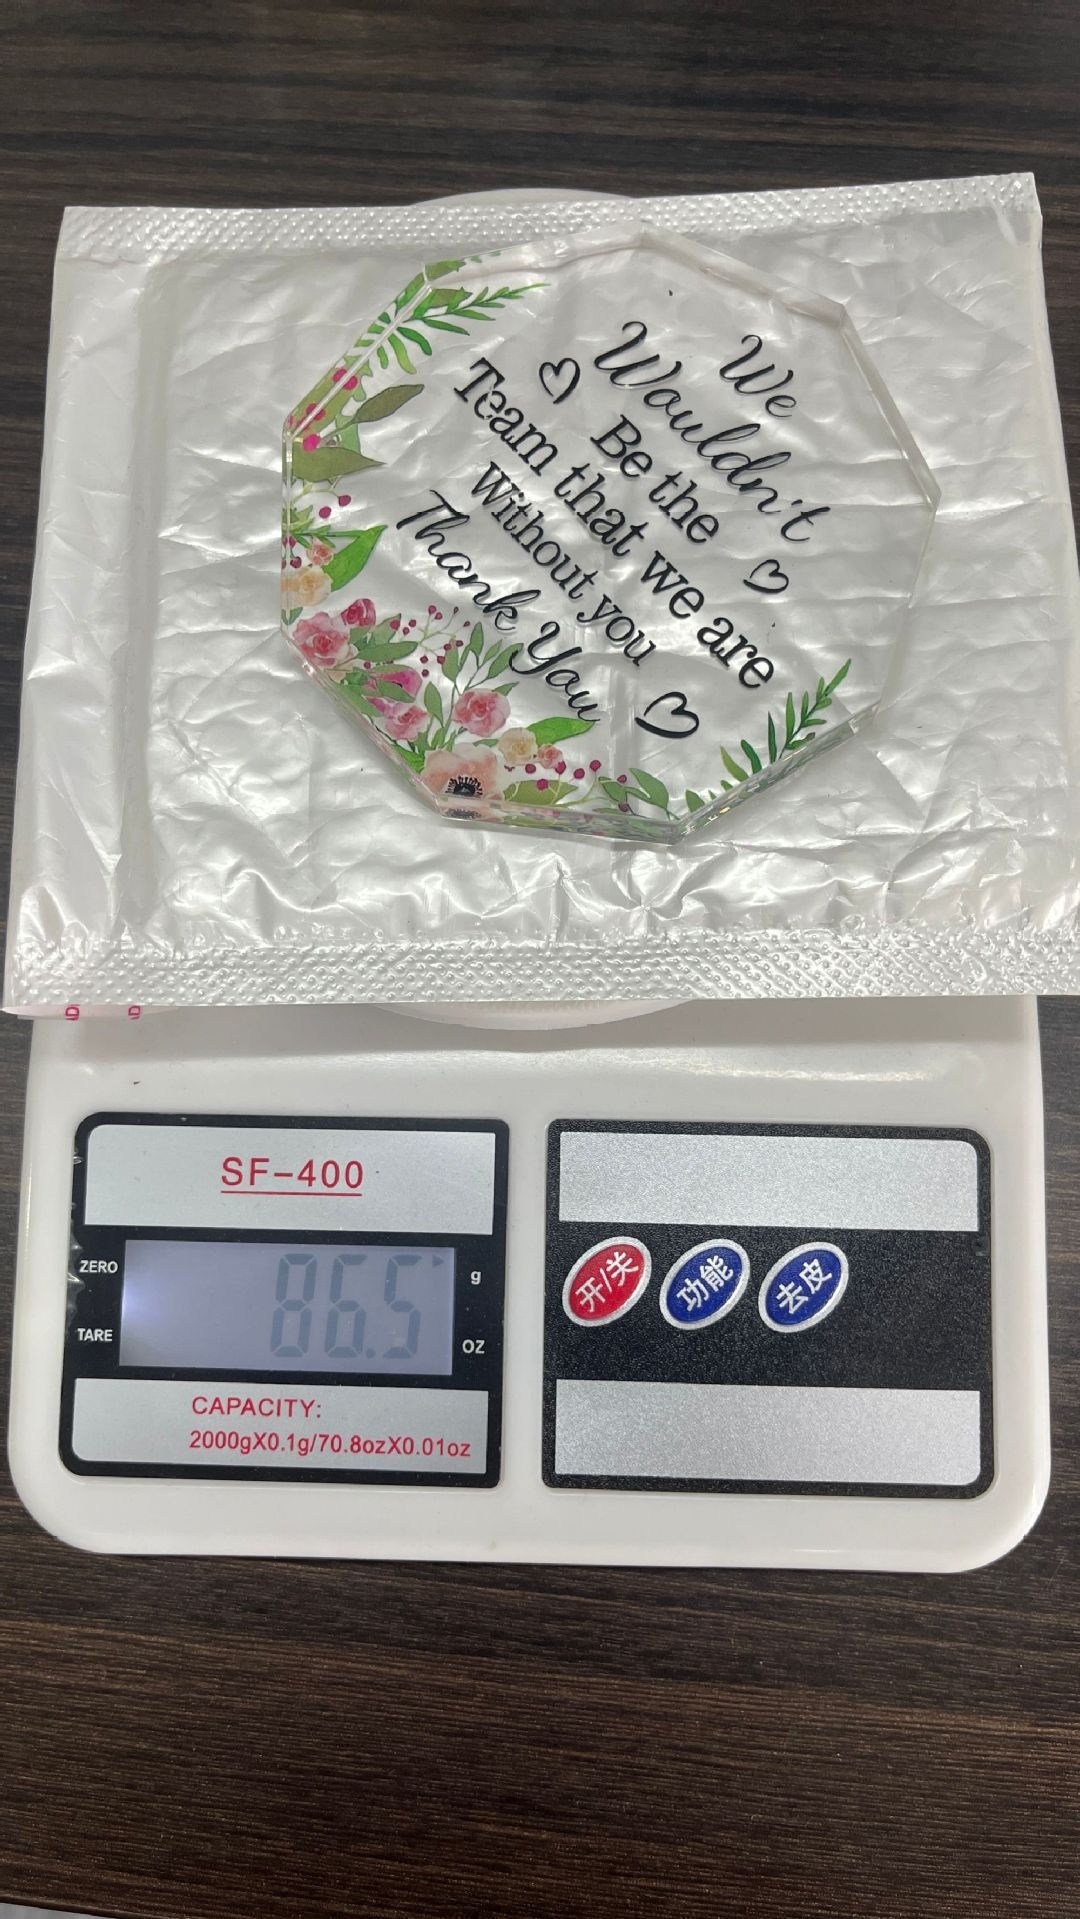 We
Wouldn't
Be the
Team that we are
Without you
Thank You
SF-400
ZERO
TARE
86.5
g
OZ
CAPACITY:
2000gX0.1g/70.8ozX0.01oz
开/关
功能
去皮